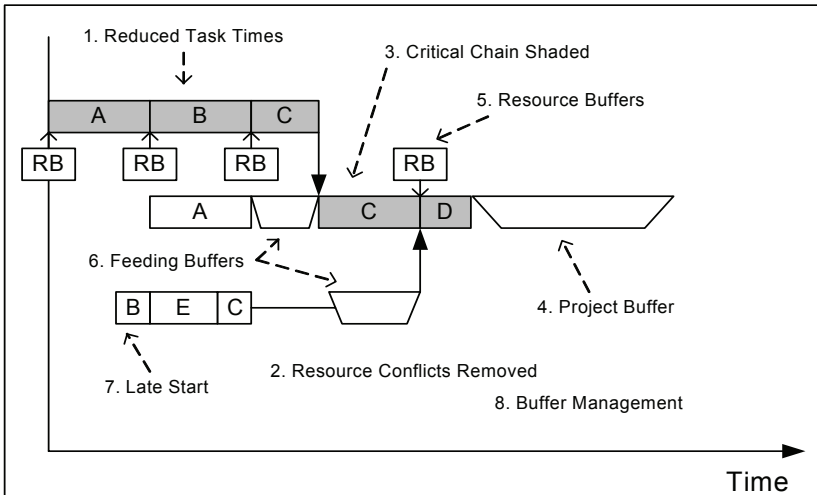 1. Reduced Task Times
3. Critical Chain Shaded
5. Resource Buffers
A B C
RB RB RB RB
A C D
6. Feeding Buffers
4. Project Buffer
B E C
7. Late Start
2. Resource Conflicts Removed
8. Buffer Management
Time